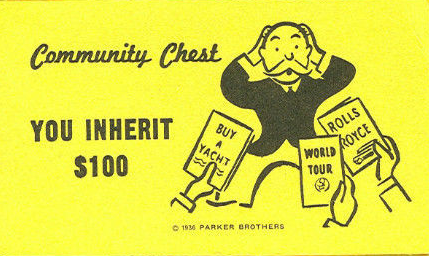 Community Chest
YOU INHERIT
$100
BUY
A
YACHT
WORLD
TOUR
ROLLS
ROYCE
© 1936 PARKER BROTHERS